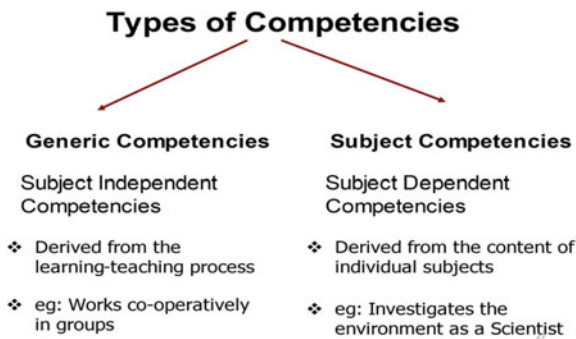 Types of Competencies
Generic Competencies
Subject Independent
Competencies
❖ Derived from the
learning-teaching process
❖ eg: Works co-operatively
in groups
Subject Competencies
Subject Dependent
Competencies
❖ Derived from the content of
individual subjects
❖ eg: Investigates the
environment as a Scientist